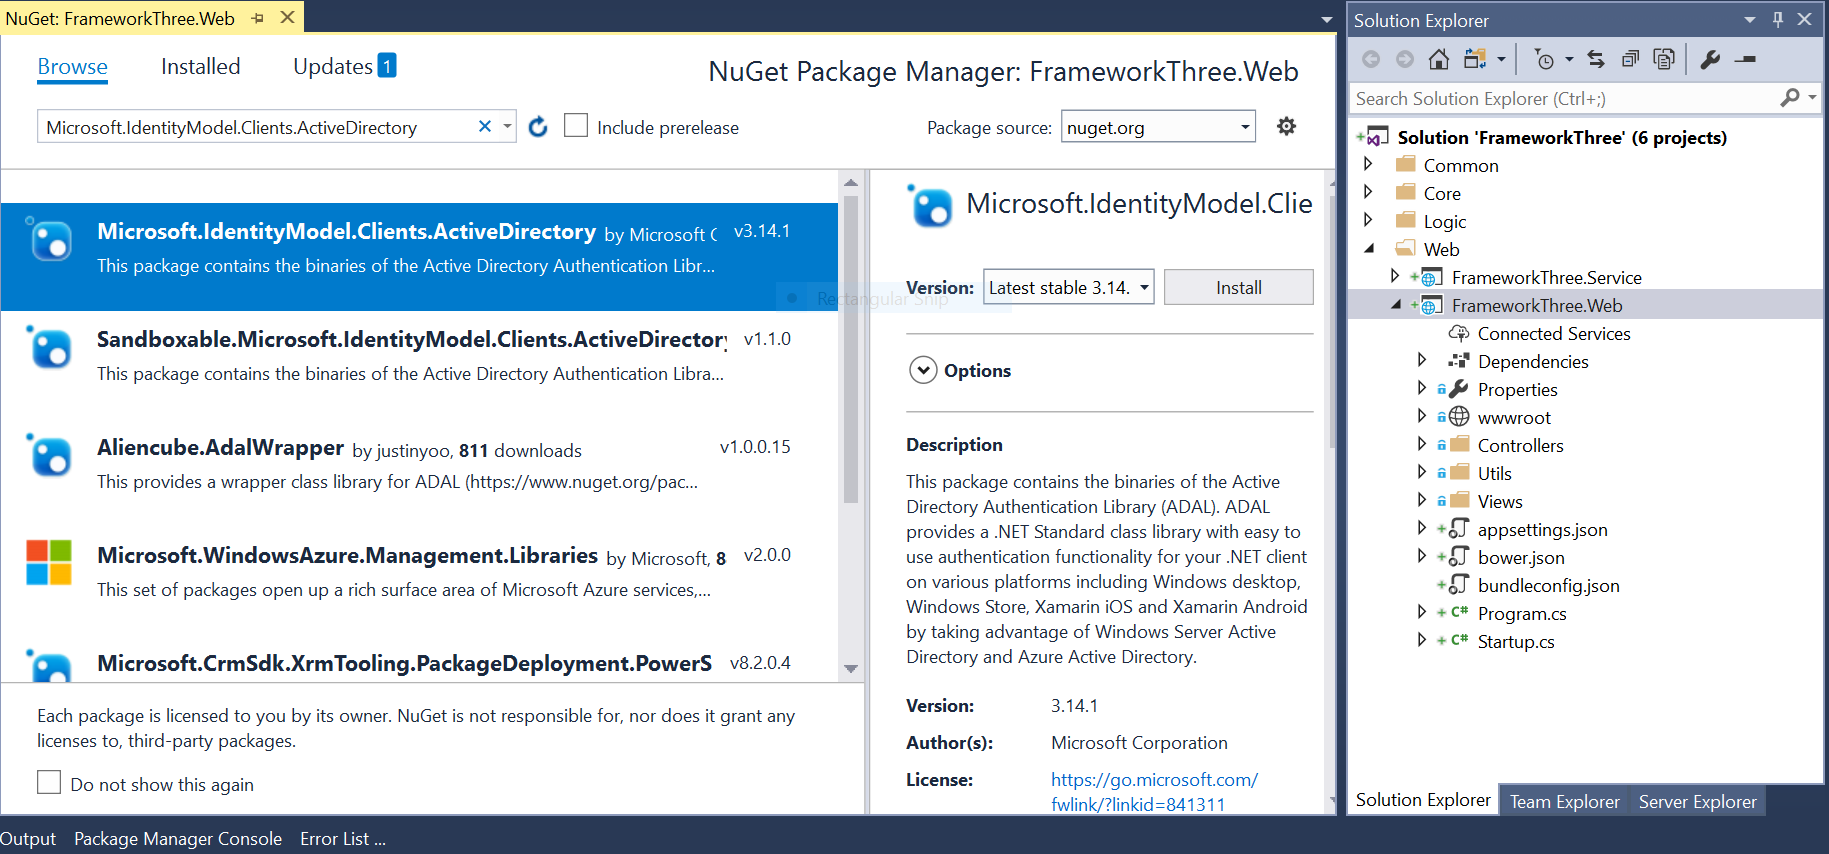 NuGet: FrameworkThree.Web
Browse
Installed
Updates 1
NuGet Package Manager: FrameworkThree.Web
Microsoft.IdentityModel.Clients.ActiveDirectory
Include prerelease
Package source:
nuget.org
Microsoft.IdentityModel.Clients.ActiveDirectory by Microsoft C v3.14.1
This package contains the binaries of the Active Directory Authentication Libr...
Rectangular Snip
Sandboxable.Microsoft.IdentityModel.Clients.ActiveDirectory v1.1.0
This package contains the binaries of the Active Directory Authentication Libra...
Aliencube.AdalWrapper by justinyoo, 811 downloads v1.0.0.15
This provides a wrapper class library for ADAL (https://www.nuget.org/pac...
Microsoft.WindowsAzure.Management.Libraries by Microsoft, 8 v2.0.0
This set of packages open up a rich surface area of Microsoft Azure services,...
Microsoft.CrmSdk.XrmTooling.PackageDeployment.PowerS v8.2.0.4
Each package is licensed to you by its owner. NuGet is not responsible for, nor does it grant any
licenses to, third-party packages.
Do not show this again
Microsoft.IdentityModel.Clie
Version:
Latest stable 3.14.
Install
Options
Description
This package contains the binaries of the Active
Directory Authentication Library (ADAL). ADAL
provides a .NET Standard class library with easy to
use authentication functionality for your .NET client
on various platforms including Windows desktop,
Windows Store, Xamarin iOS and Xamarin Android
by taking advantage of Windows Server Active
Directory and Azure Active Directory.
Version: 3.14.1
Author(s): Microsoft Corporation
License: https://go.microsoft.com/
fwlink/?linkid=841311
Output
Package Manager Console
Error List ...
Solution Explorer
Search Solution Explorer (Ctrl+;)
Solution 'FrameworkThree' (6 projects)
Common
Core
Logic
Web
FrameworkThree.Service
FrameworkThree.Web
Connected Services
Dependencies
Properties
wwwroot
Controllers
Utils
Views
appsettings.json
bower.json
bundleconfig.json
C# Program.cs
C# Startup.cs
Solution Explorer
Team Explorer
Server Explorer